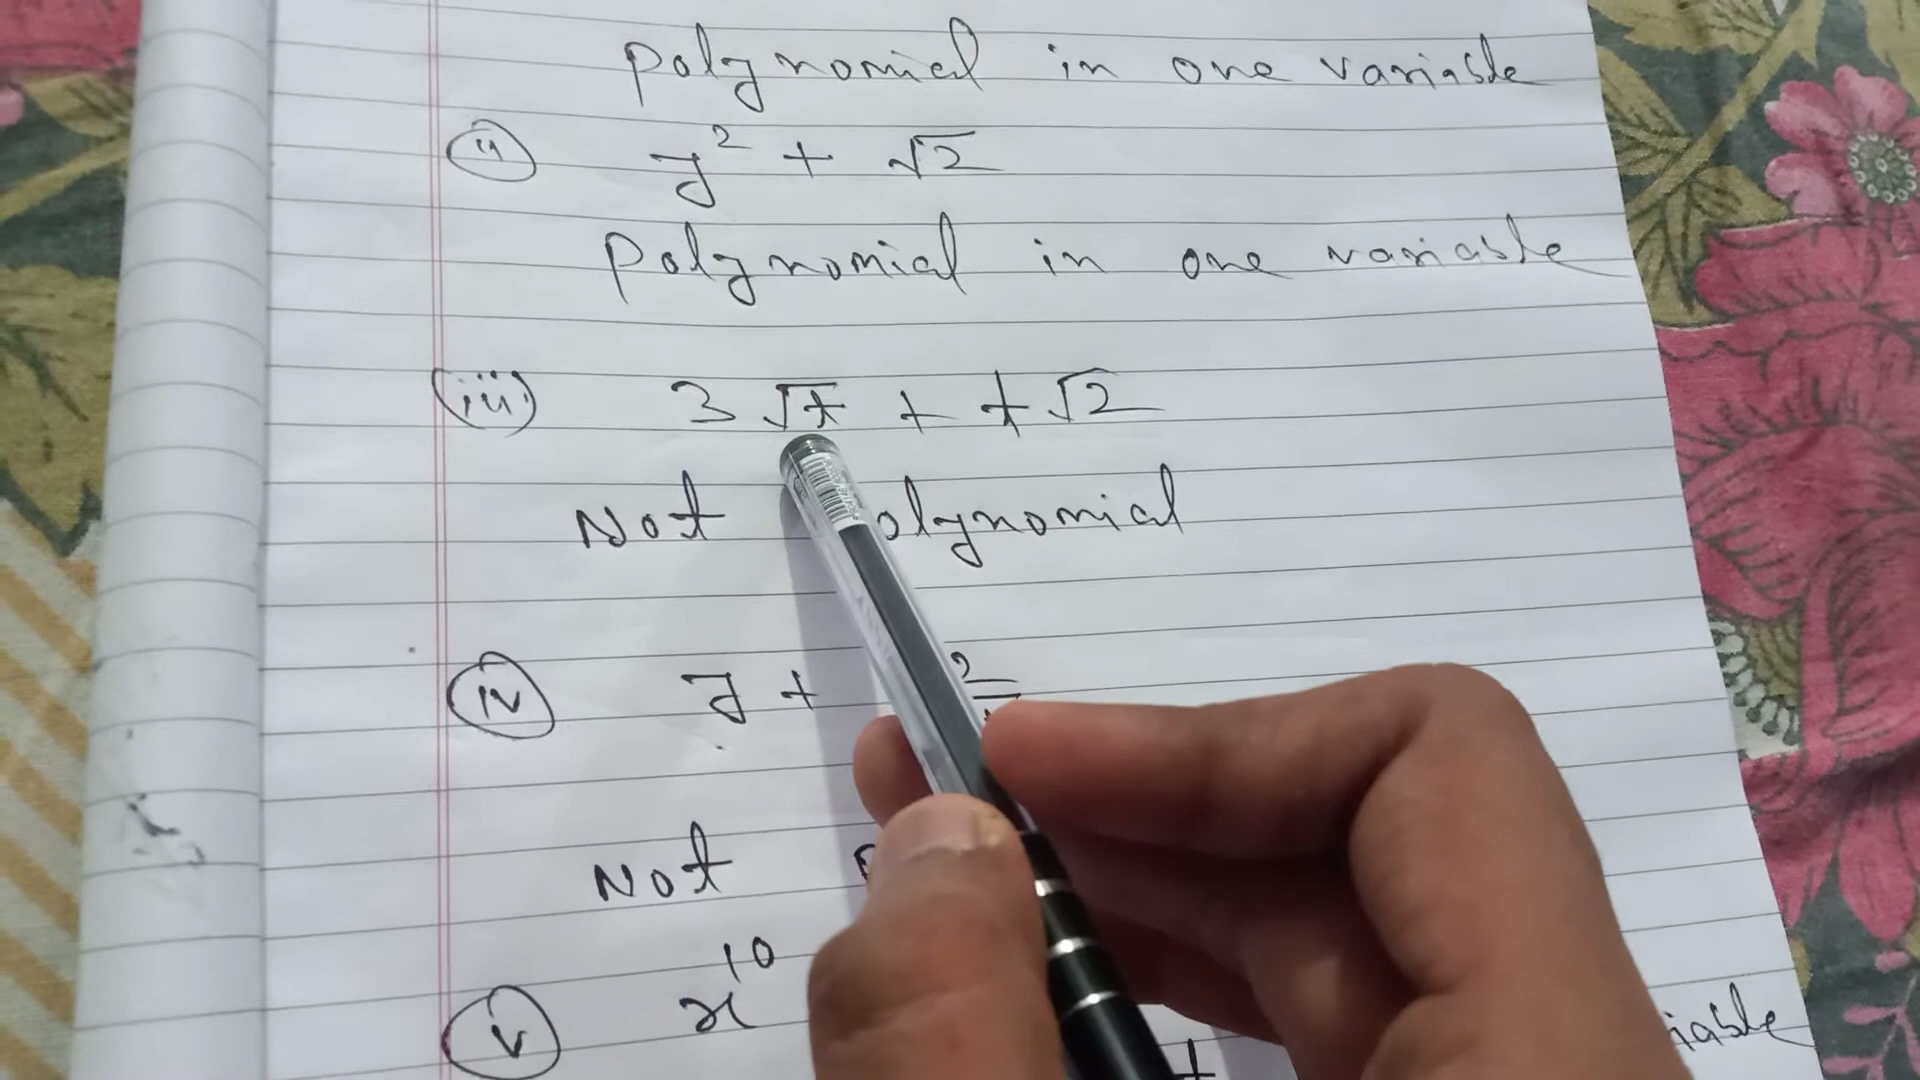 polynomial in one variable
(ii) y² + √2
Polynomial in one variable
(iii) 3 √t + t√2
Not olynomial
(iv) y + 2
Not
(v) x¹⁰
iable
t